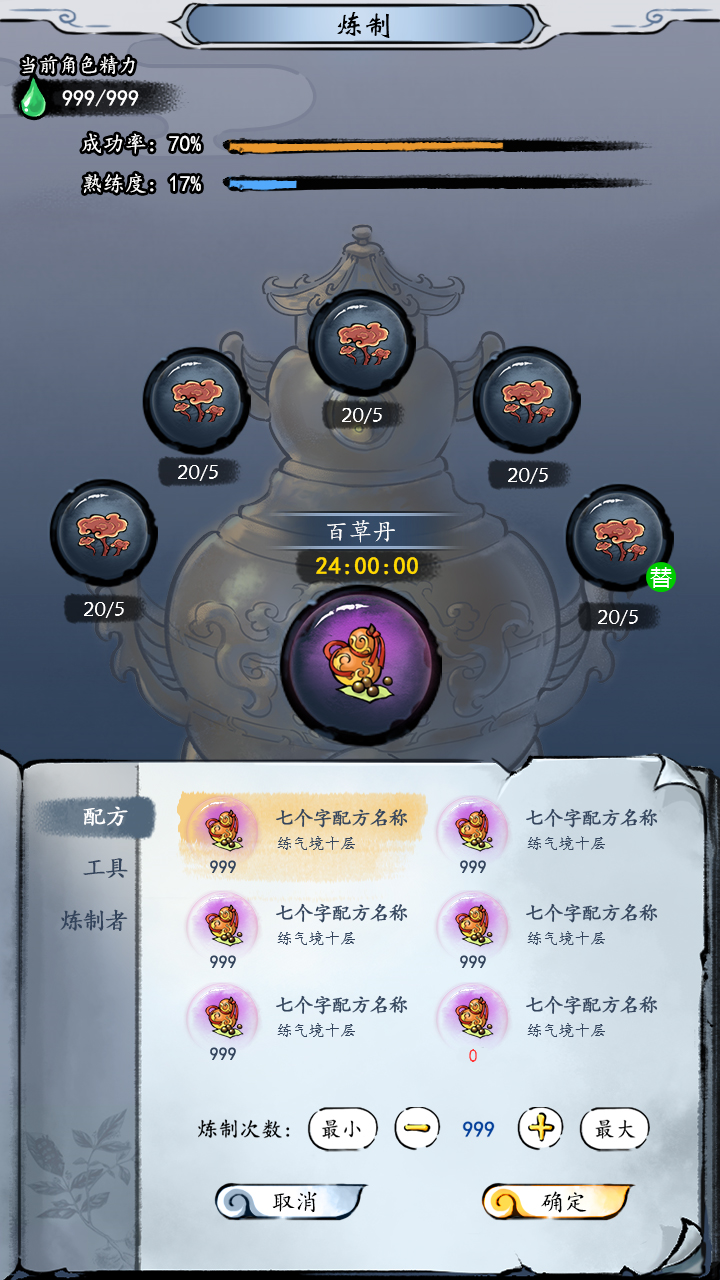 炼制
当前角色精力
999/999
成功率：70%
熟练度：17%
20/5
20/5
20/5
20/5
替
20/5
百草丹
24:00:00
配方
工具
炼制者
七个字配方名称
练气境十层
999
七个字配方名称
练气境十层
999
七个字配方名称
练气境十层
999
七个字配方名称
练气境十层
999
七个字配方名称
练气境十层
999
七个字配方名称
练气境十层
0
炼制次数： 最小 999 最大
取消 确定